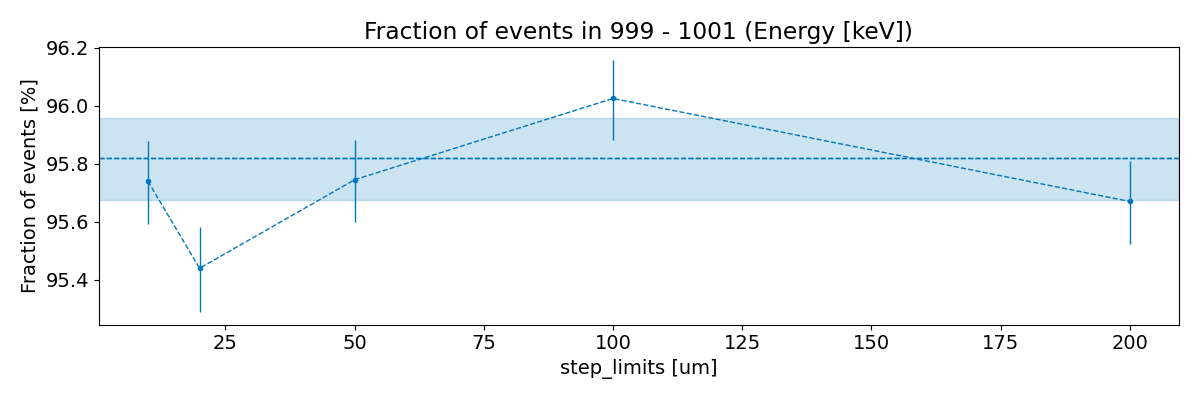 Fraction of events in 999 - 1001 (Energy [keV])
Fraction of events [%]
96.2
96.0
95.8
95.6
95.4
25 50 75 100 125 150 175 200
step_limits [um]